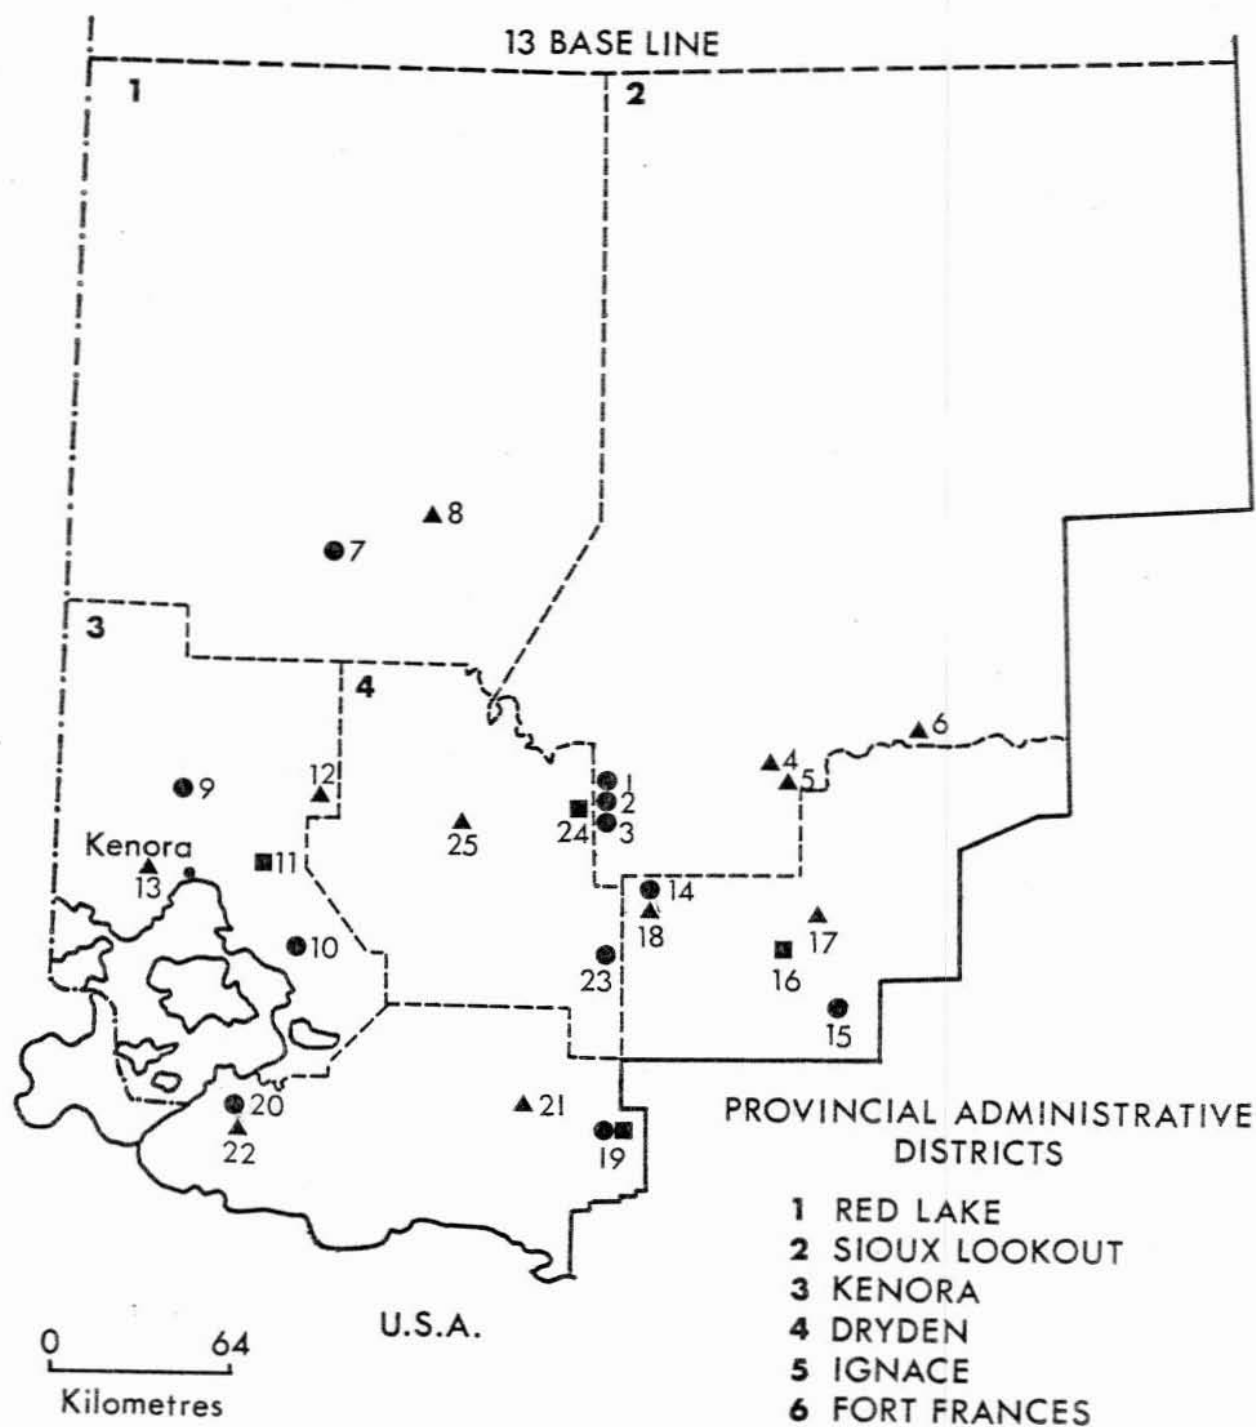 13 BASE LINE
1
2
8
7
3
4
6
4
5
12
9
1
2
24
3
25
Kenora
11
13
14
18
17
10
23
16
15
20
21
22
19
PROVINCIAL ADMINISTRATIVE
DISTRICTS
1 RED LAKE
2 SIOUX LOOKOUT
3 KENORA
4 DRYDEN
5 IGNACE
6 FORT FRANCES
U.S.A.
0 64
Kilometres